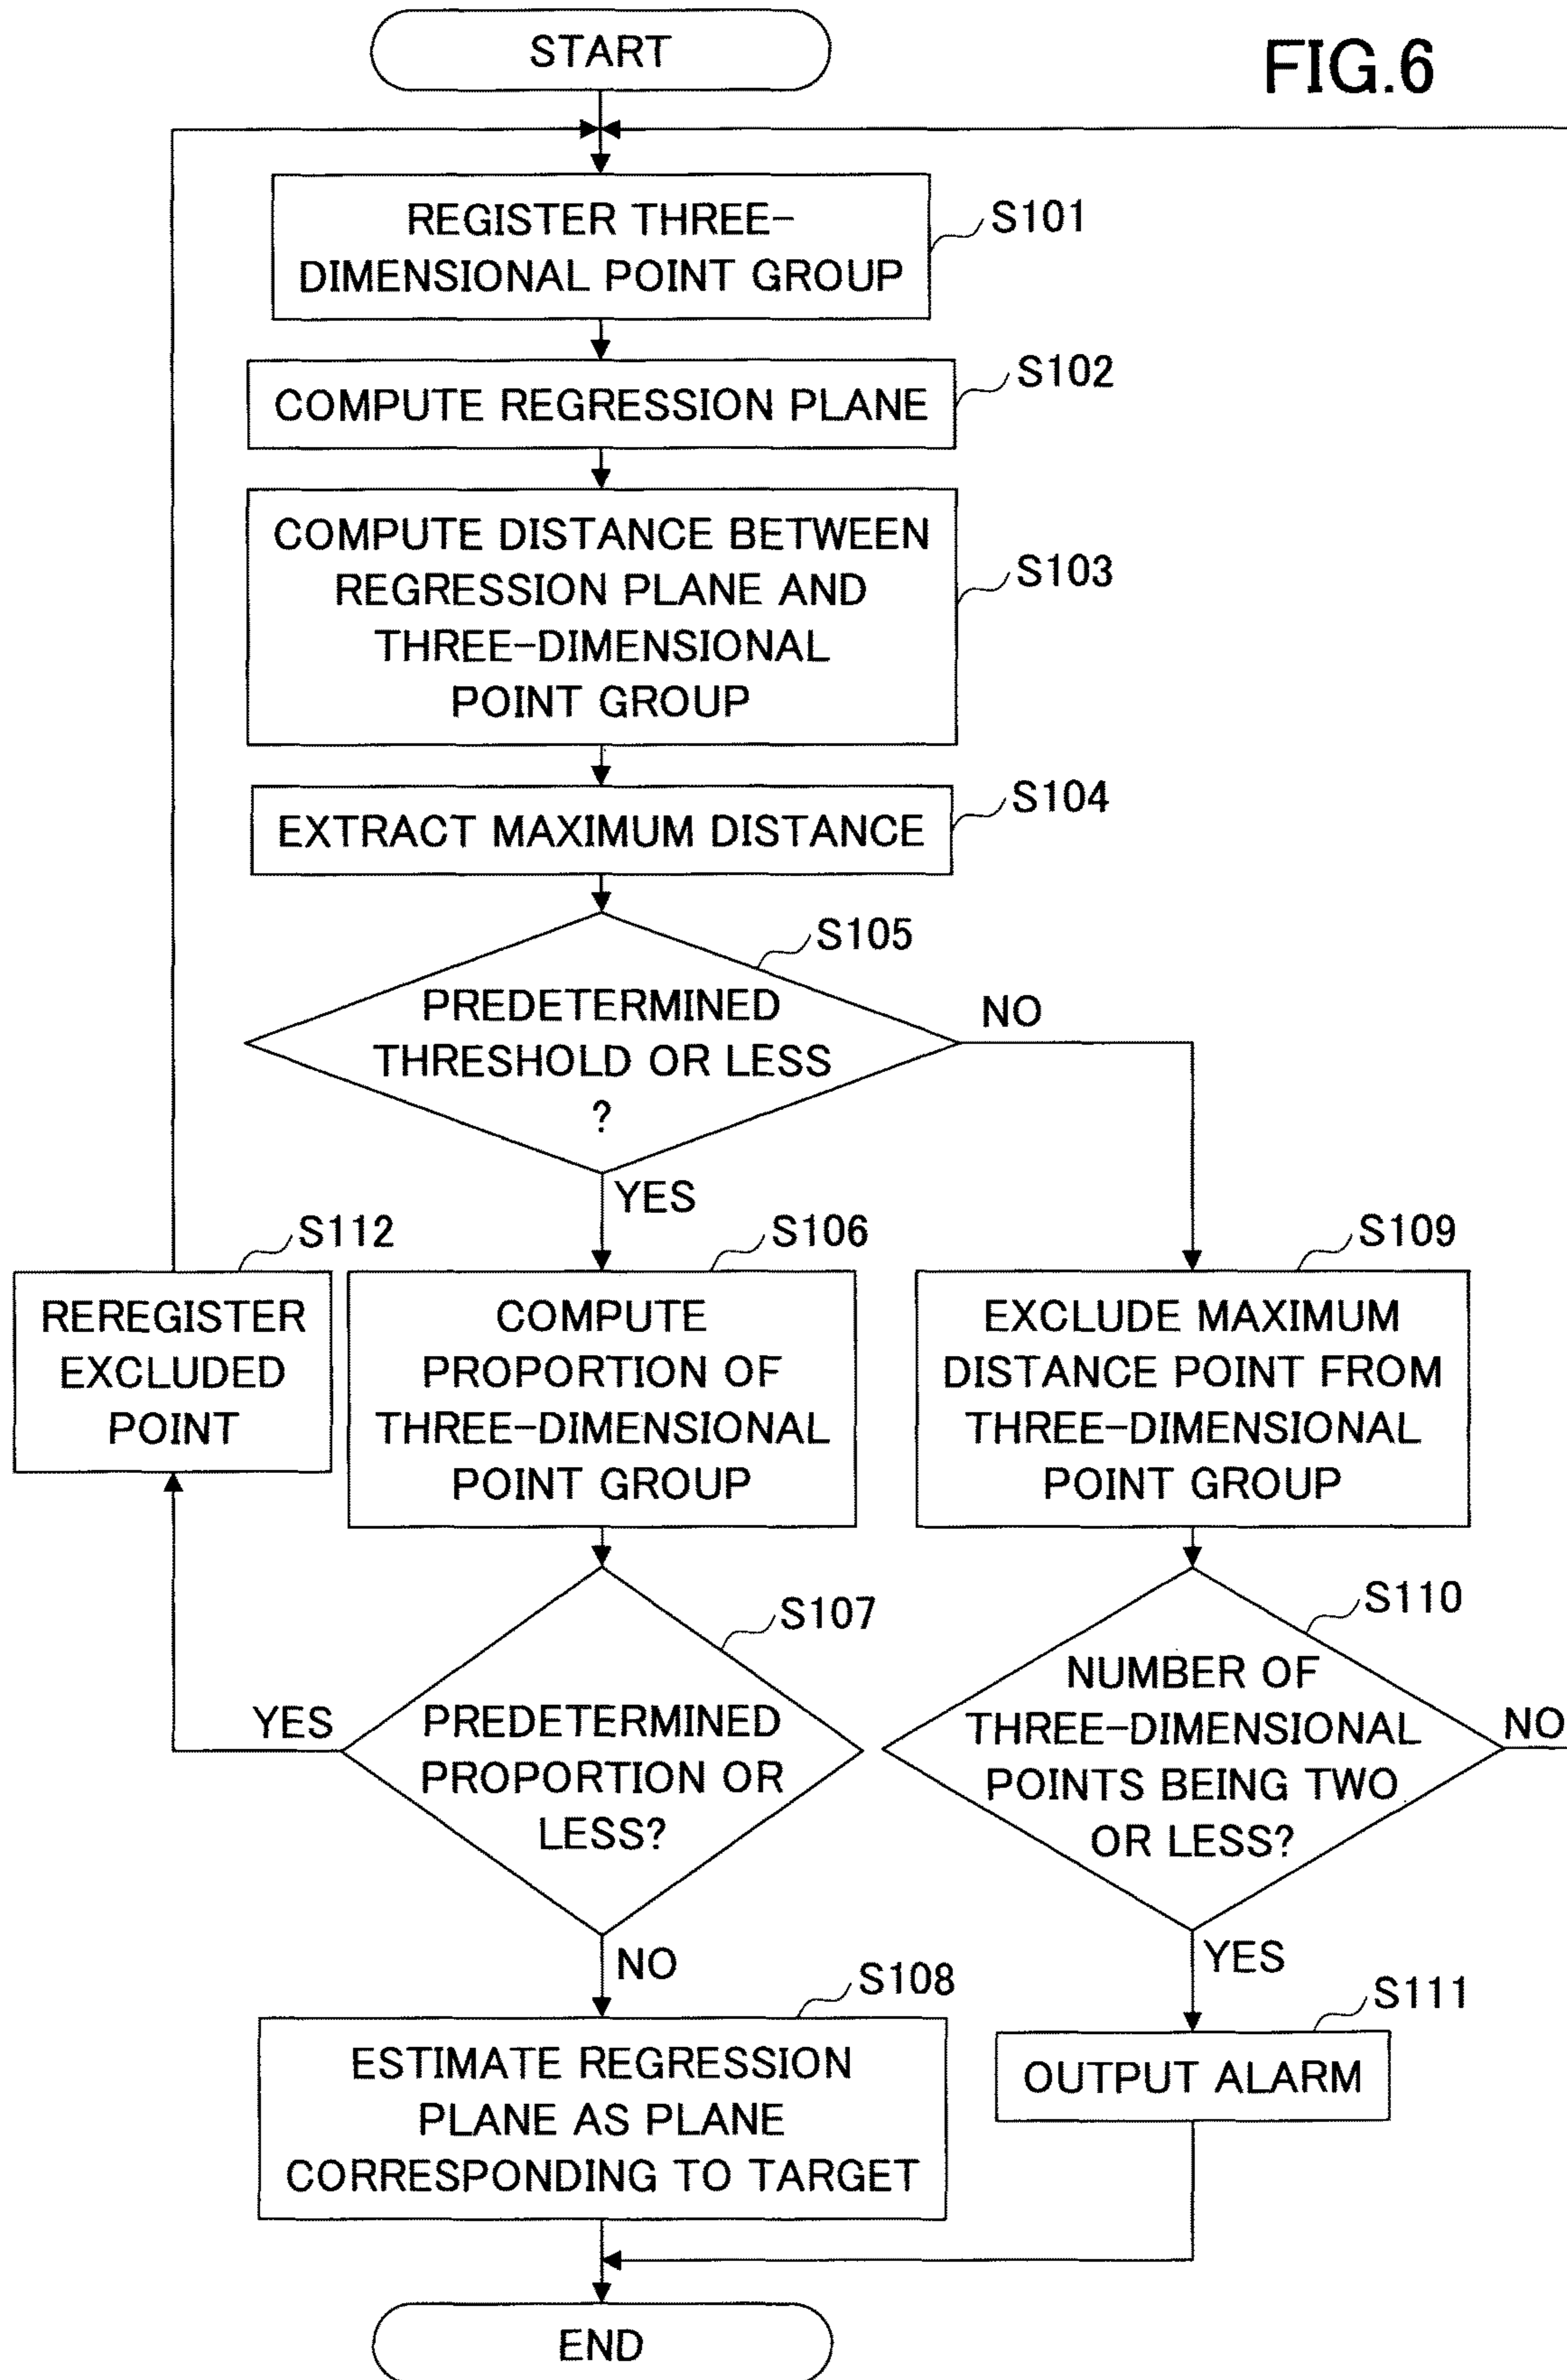 START
FIG.6
REGISTER THREE-
DIMENSIONAL POINT GROUP
S101
COMPUTE REGRESSION PLANE
S102
COMPUTE DISTANCE BETWEEN
REGRESSION PLANE AND
THREE-DIMENSIONAL
POINT GROUP
S103
EXTRACT MAXIMUM DISTANCE
S104
S105
PREDETERMINED
THRESHOLD OR LESS
?
NO
YES
S112
REREGISTER
EXCLUDED
POINT
S106
COMPUTE
PROPORTION OF
THREE-DIMENSIONAL
POINT GROUP
S109
EXCLUDE MAXIMUM
DISTANCE POINT FROM
THREE-DIMENSIONAL
POINT GROUP
S107
PREDETERMINED
PROPORTION OR
LESS?
YES
NO
S110
NUMBER OF
THREE-DIMENSIONAL
POINTS BEING TWO
OR LESS?
NO
YES
S108
ESTIMATE REGRESSION
PLANE AS PLANE
CORRESPONDING TO TARGET
S111
OUTPUT ALARM
END